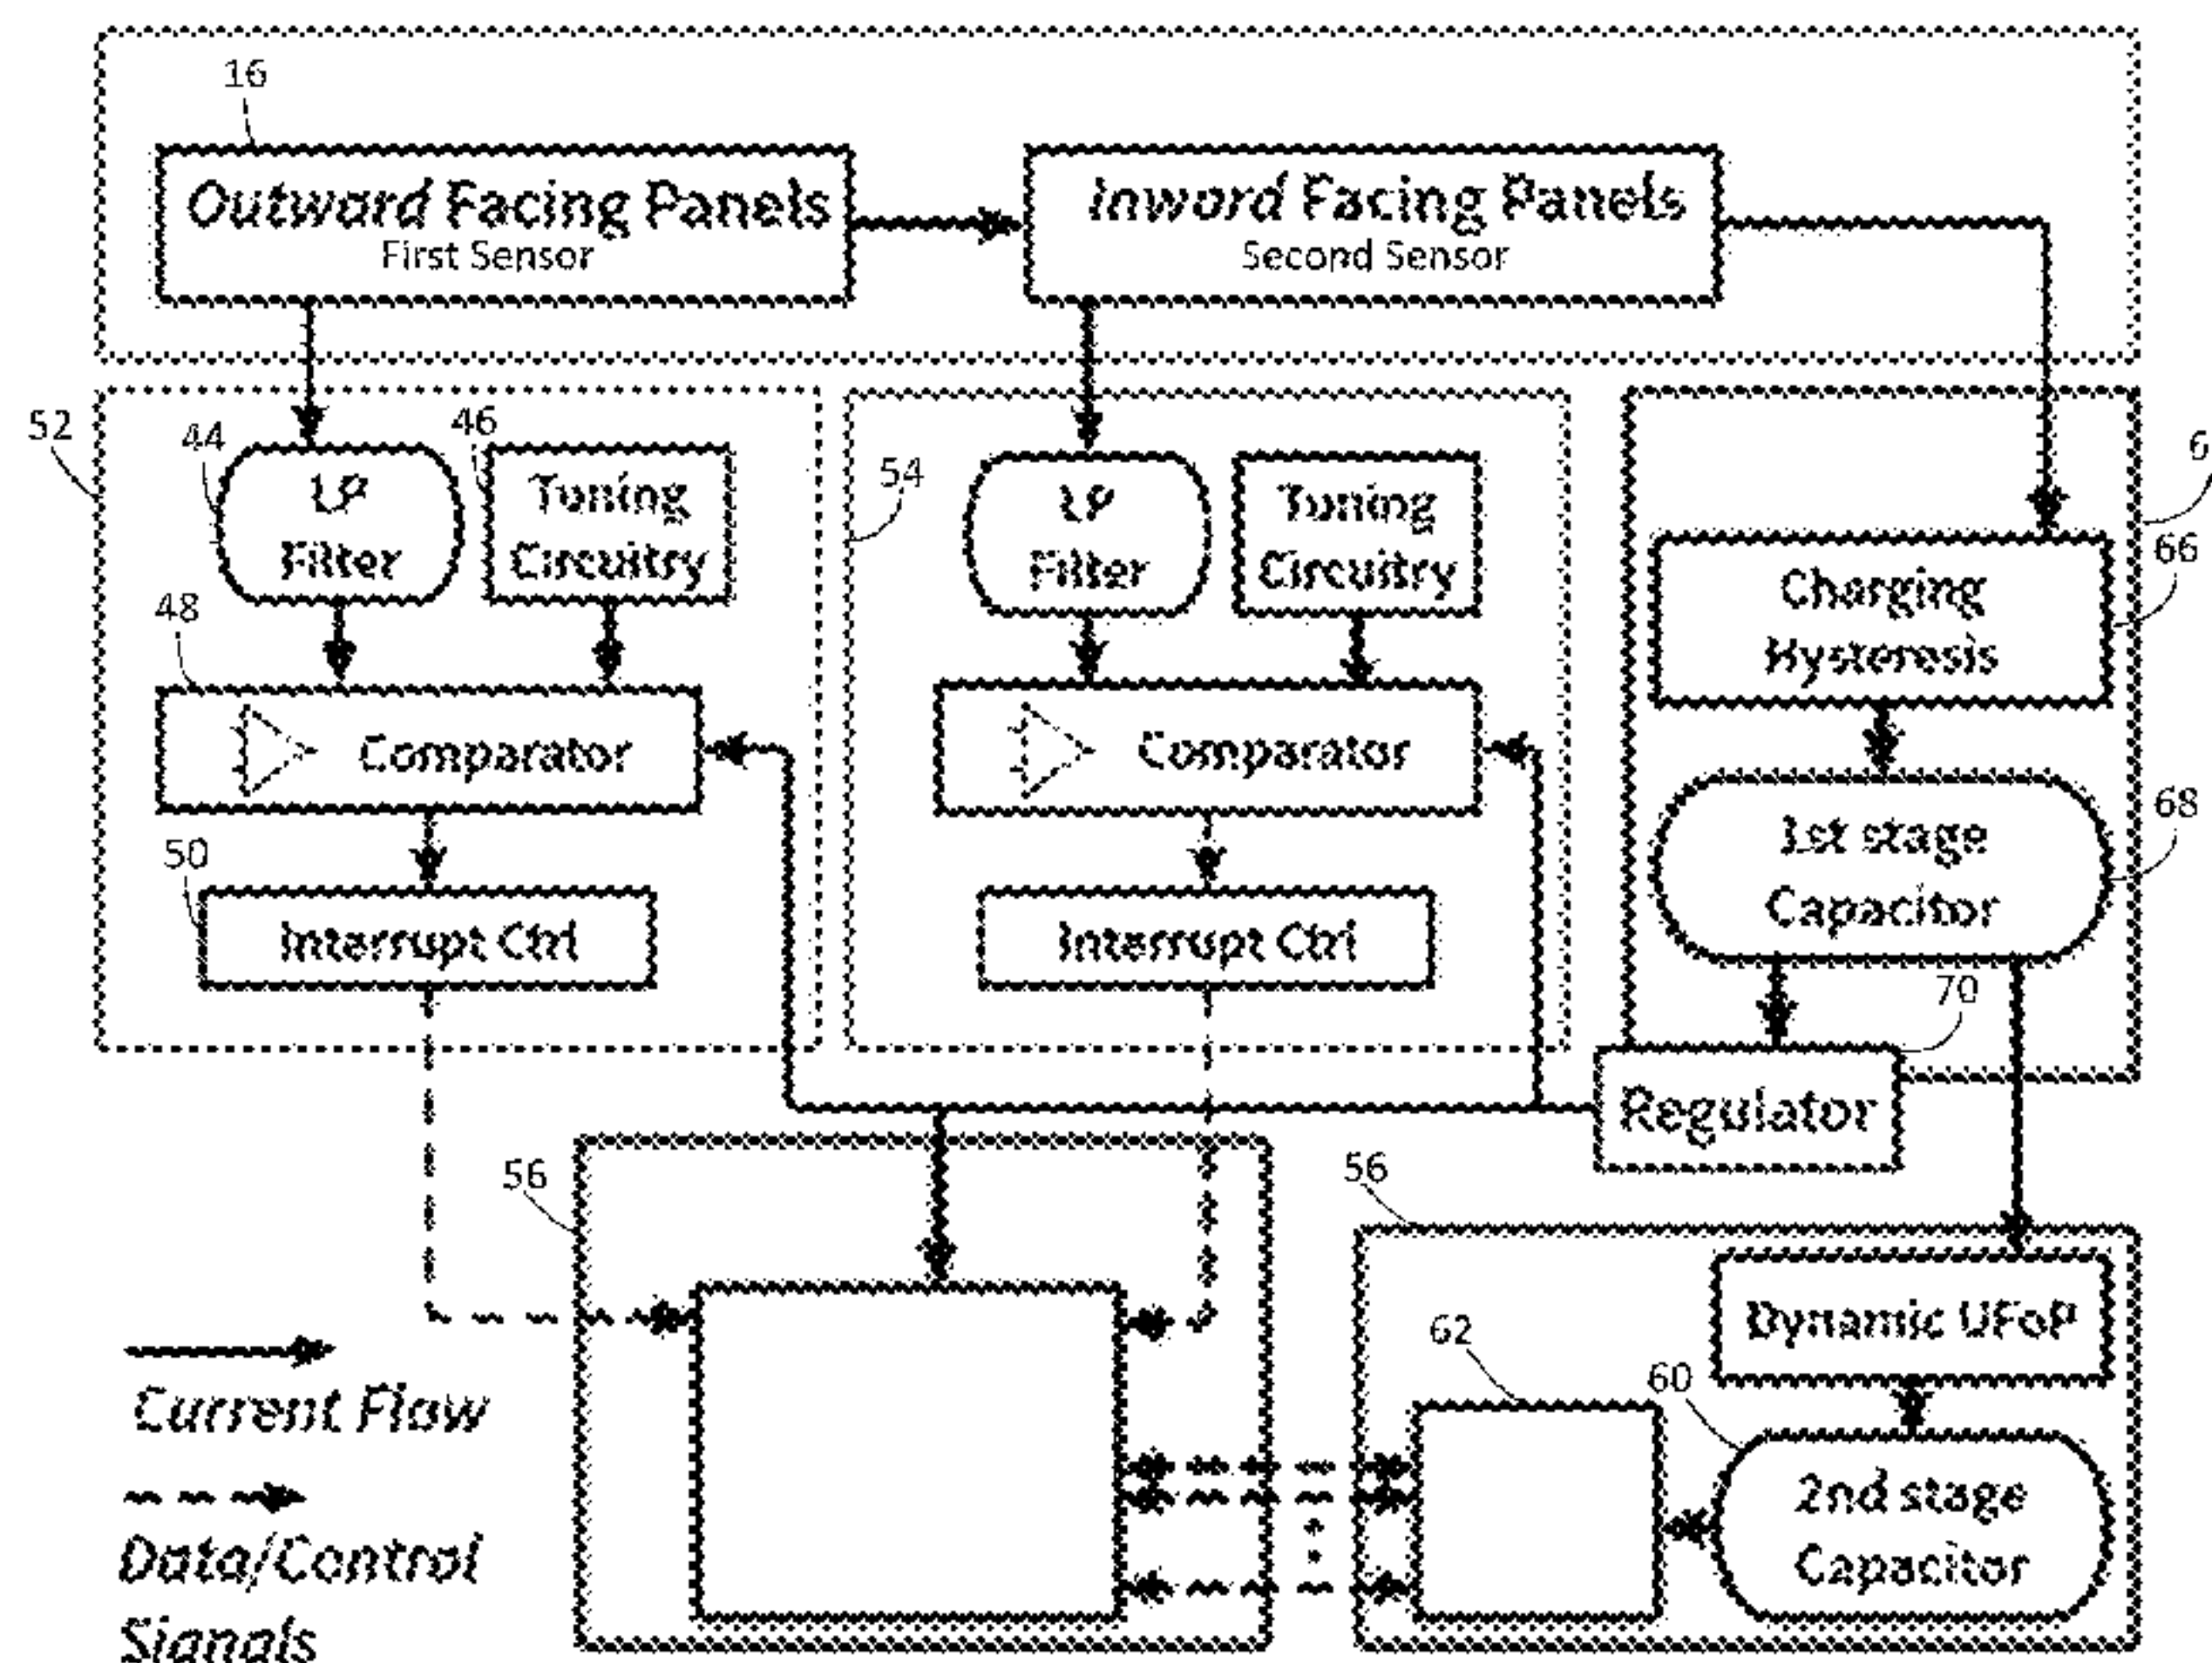 16
Outward Facing Panels
First Sensor
Inword Facing Panels
Second Sensor
52
44
46
54
6
LP
Filter
Tuning
Circuitry
LP
Filter
Tuning
Circuitry
66
Charging
Hysteresis
48
Comparator
Comparator
68
1st stage
Capacitor
50
Interrupt Ctrl
Interrupt Ctrl
70
Regulator
56
56
Dynamic UFoP
62
60
2nd stage
Capacitor
Current Flow
Data/Control
Signals